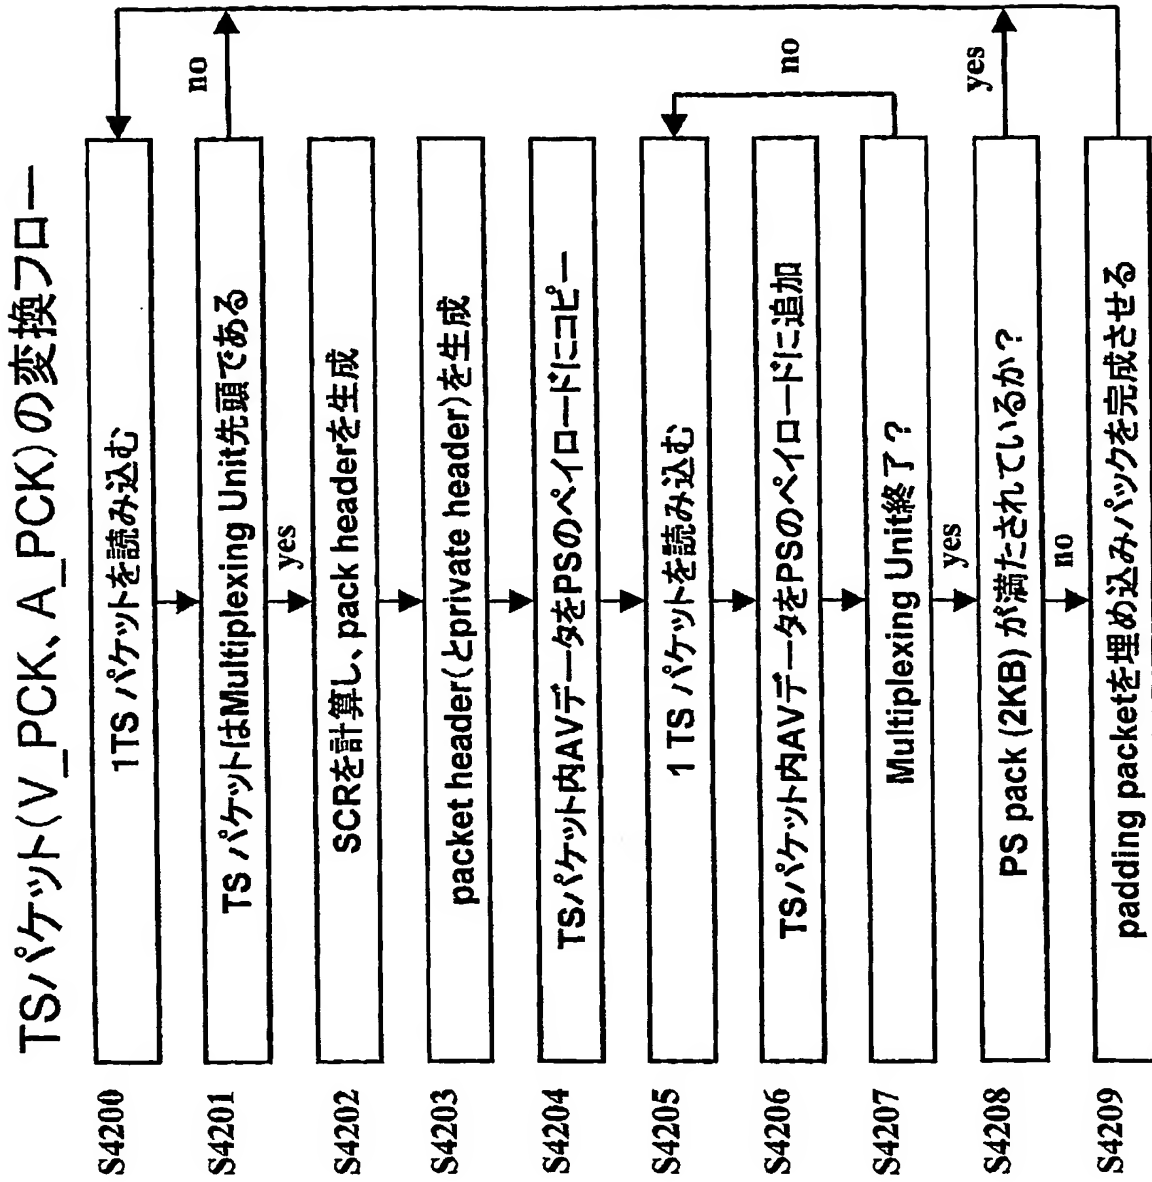 TSパケット(V_PCK、A_PCK)の変換フロー
S4200
1TS パケットを読み込む
S4201
TS パケットはMultiplexing Unit先頭である
no
yes
S4202
SCRを計算し、pack headerを生成
S4203
packet header(とprivate header)を生成
S4204
TSパケット内AVデータをPSのペイロードにコピー
S4205
1 TS パケットを読み込む
S4206
TSパケット内AVデータをPSのペイロードに追加
no
S4207
Multiplexing Unit終了?
yes
S4208
PS pack (2KB) が満たされているか?
yes
no
S4209
padding packetを埋め込みパックを完成させる